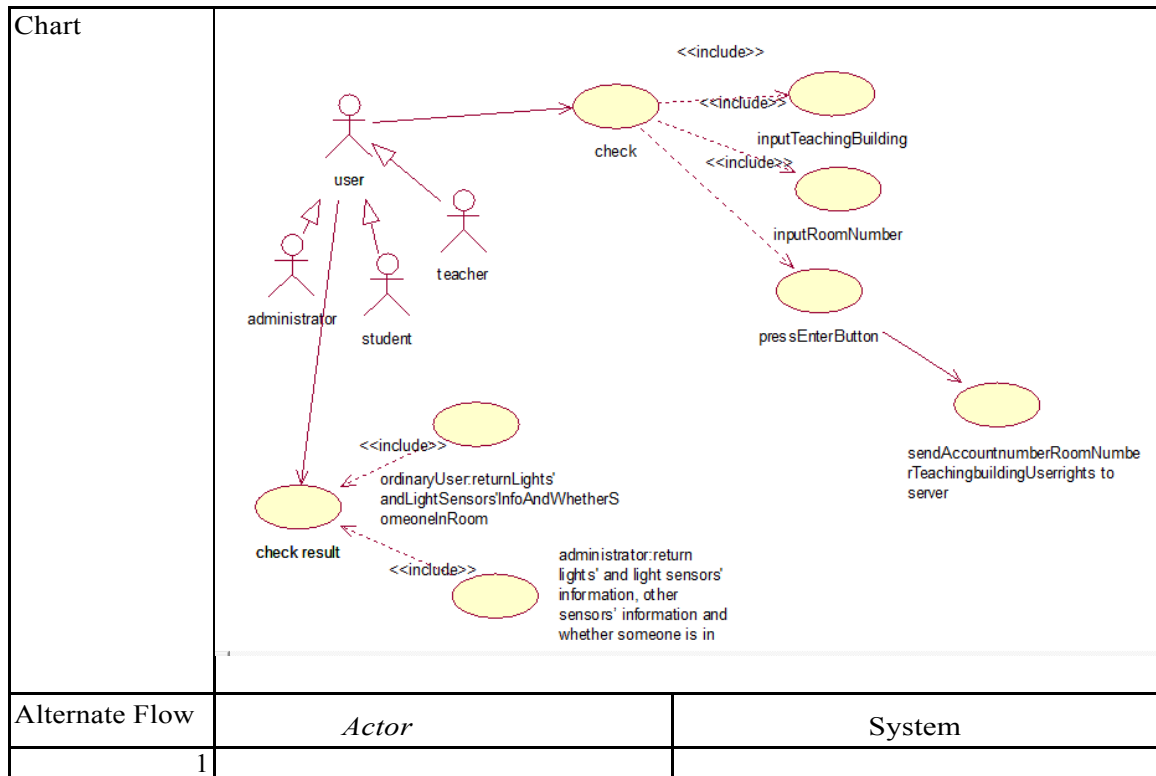 Chart
<<include>>
<<include>>
inputTeachingBuilding
check
<<include>>
user
inputRoomNumber
teacher
administrator
student
pressEnterButton
<<include>>
sendAccountnumberRoomNumbe
rTeachingbuildingUserrights to
server
ordinaryUser:returnLights'
andLightSensors'InfoAndWhetherS
omeoneInRoom
check result
<<include>>
administrator:return
lights' and light sensors'
information, other
sensors' information and
whether someone is in
Alternate Flow
Actor
System
1